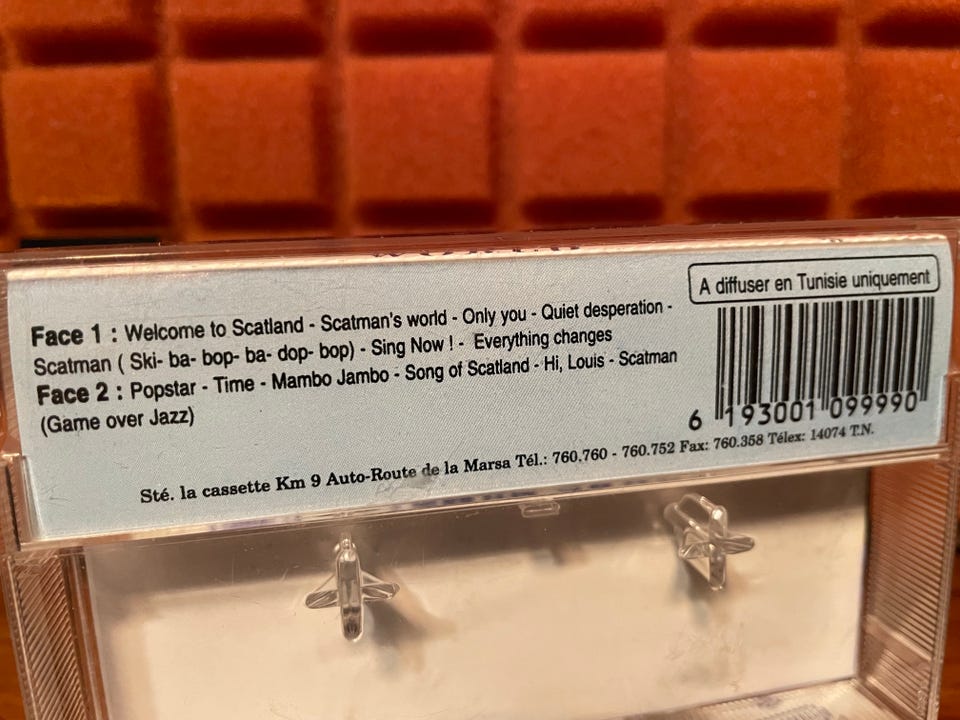 Face 1 : Welcome to Scatland - Scatman's world - Only you - Quiet desperation -
Scatman ( Ski- ba- bop- ba- dop- bop) - Sing Now ! - Everything changes
Face 2 : Popstar - Time - Mambo Jambo - Song of Scatland - Hi, Louis - Scatman
(Game over Jazz)
A diffuser en Tunisie uniquement
6 193001 099990
Sté. la cassette Km 9 Auto-Route de la Marsa Tél.: 760.760 - 760.752 Fax: 760.358 Télex: 14074 T.N.